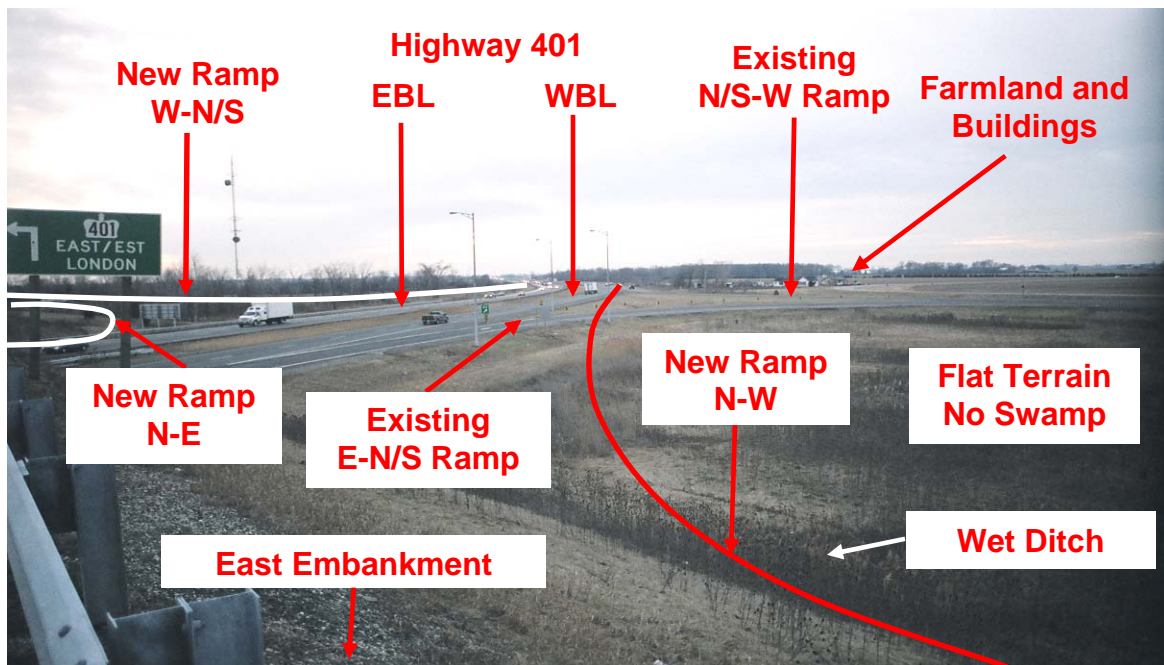 Highway 401
New Ramp
W-N/S
EBL
WBL
Existing
N/S-W Ramp
Farmland and
Buildings
401
EAST/EST
LONDON
New Ramp
N-E
Existing
E-N/S Ramp
New Ramp
N-W
Flat Terrain
No Swamp
Wet Ditch
East Embankment